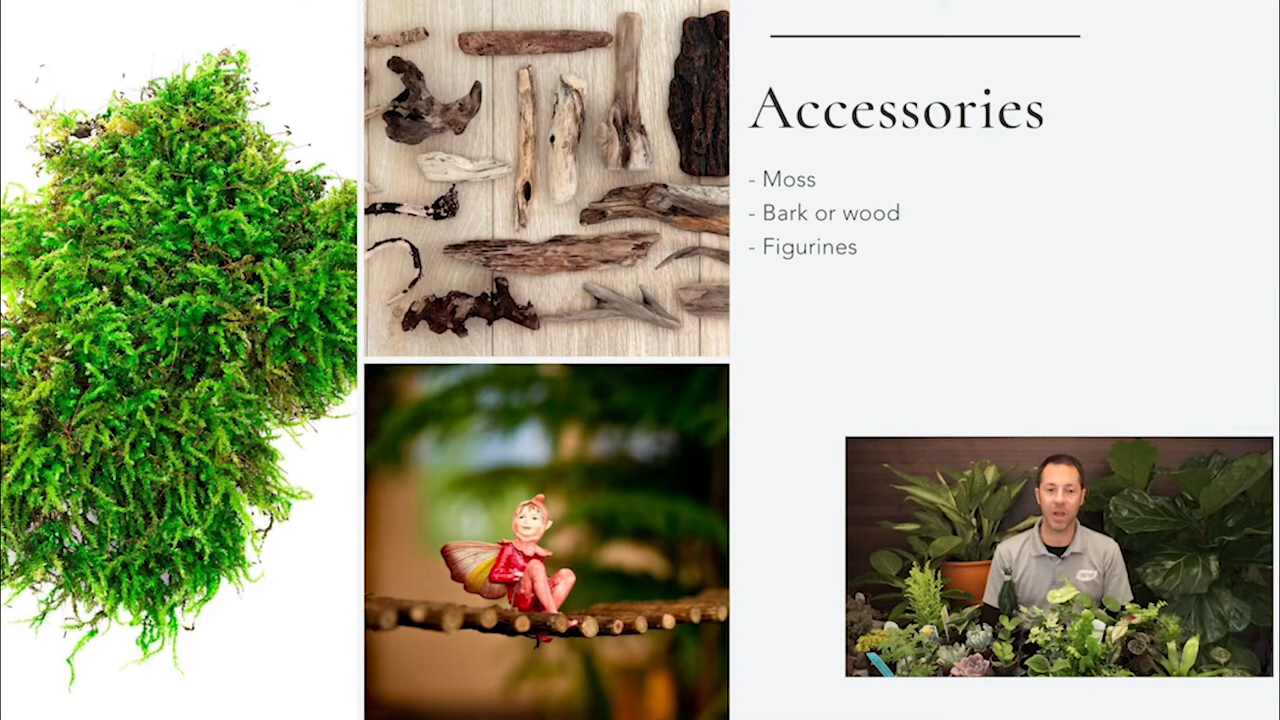 Accessories
- Moss
- Bark or wood
- Figurines